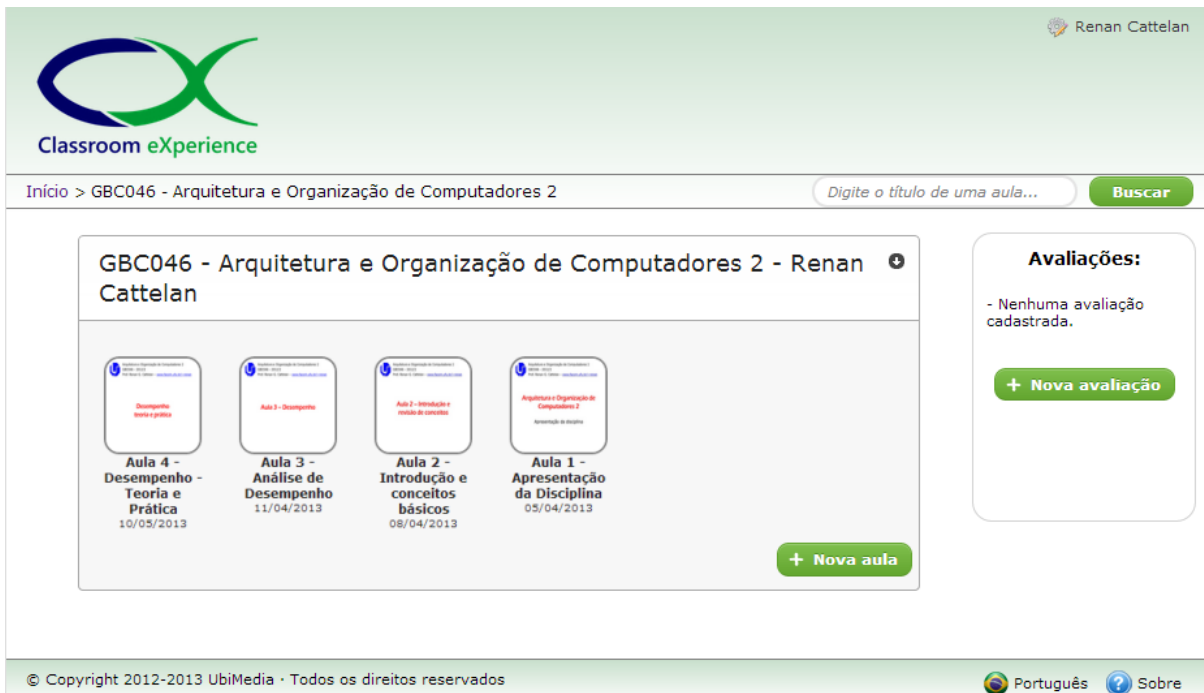 Renan Cattelan
Classroom eXperience
Início > GBC046 - Arquitetura e Organização de Computadores 2
Digite o título de uma aula...
Buscar
GBC046 - Arquitetura e Organização de Computadores 2 - Renan
Cattelan
Avaliações:
- Nenhuma avaliação
cadastrada.
+ Nova avaliação
Desempenho
teoria e prática
Aula 4 -
Desempenho -
Teoria e
Prática
10/05/2013
Aula 3 – Desempenho
Aula 3 -
Análise de
Desempenho
11/04/2013
Aula 2 – Introdução e
revisão de conceitos
Aula 2 -
Introdução e
conceitos
básicos
08/04/2013
Arquitetura e Organização de
Computadores 2
Apresentação da disciplina
Aula 1 -
Apresentação
da Disciplina
05/04/2013
+ Nova aula
© Copyright 2012-2013 UbiMedia · Todos os direitos reservados
Português
Sobre